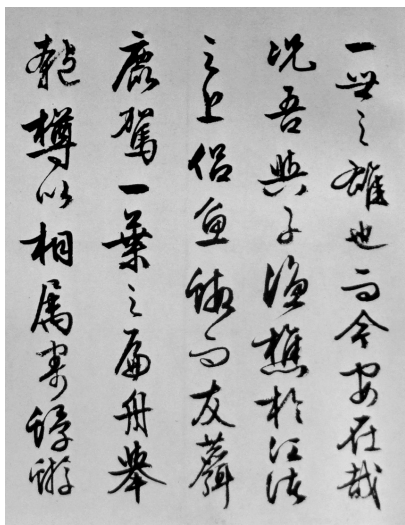 一世之雄也而今安在哉
況吾與子漁樵於江渚
之上侶魚蝦而友麋
鹿駕一葉之扁舟舉
匏樽以相属寄蜉蝣